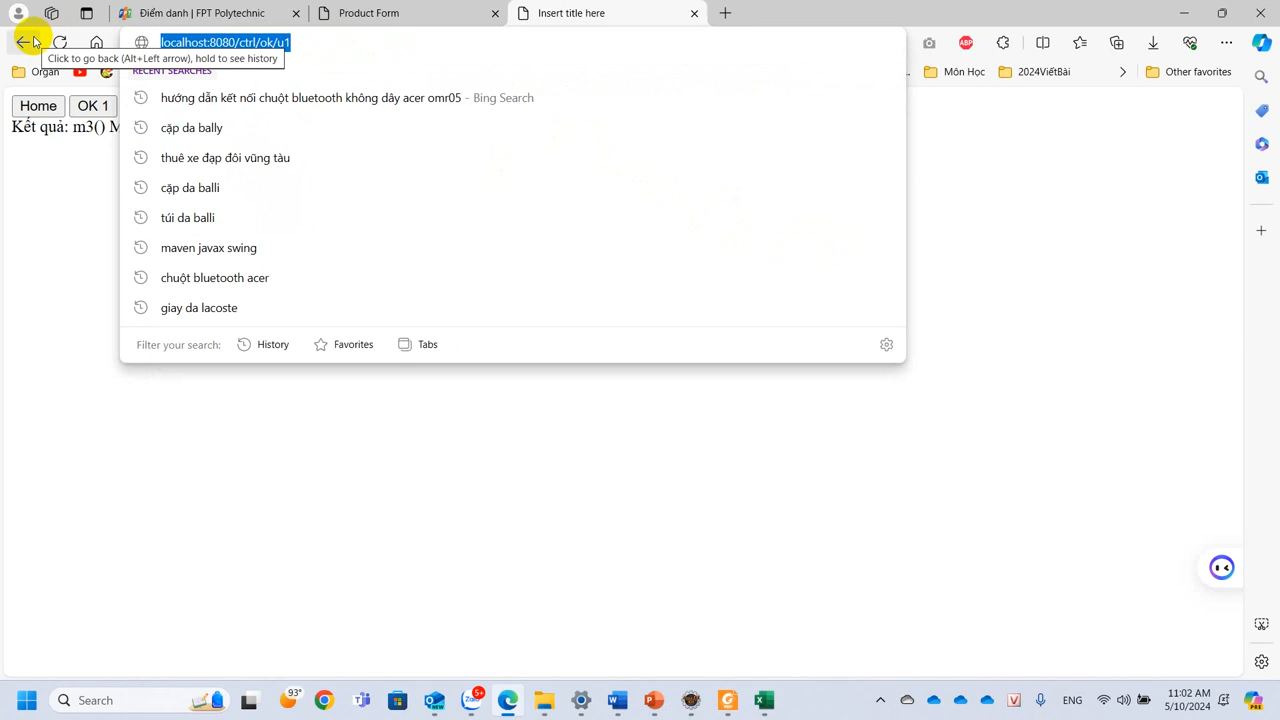 Điểm danh | FPT Polytechnic
Product Form
Insert title here
localhost:8080/ctrl/ok/u1
Click to go back (Alt+Left arrow), hold to see history
Organ
Môn Học
2024ViếtBài
Other favorites
RECENT SEARCHES
Home
OK 1
Kết quả: m3() M
hướng dẫn kết nối chuột bluetooth không dây acer omr05 - Bing Search
cặp da bally
thuê xe đạp đôi vũng tàu
cặp da balli
túi da balli
maven javax swing
chuột bluetooth acer
giay da lacoste
Filter your search:
History
Favorites
Tabs
Search
93°
5+
ENG
11:02 AM
5/10/2024